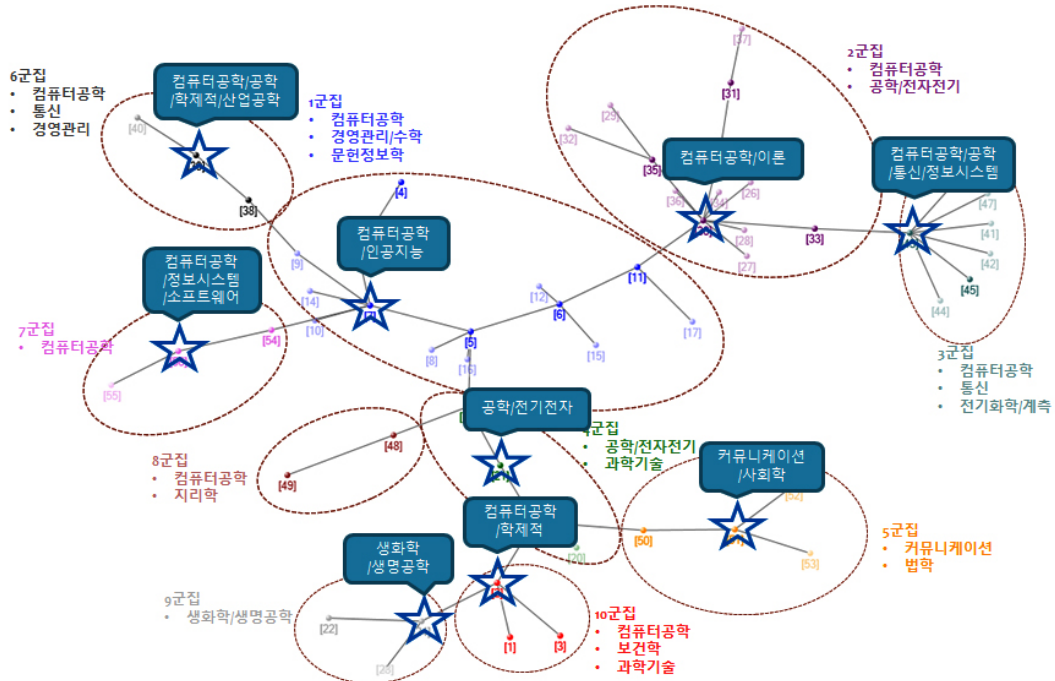 6군집
• 컴퓨터공학
• 통신
• 경영관리
컴퓨터공학/공학
/학제적/산업공학
[40]
[38]
1군집
• 컴퓨터공학
• 경영관리/수학
• 문헌정보학
[4]
[37]
[31]
[29]
[32]
[35]
[36]
[34]
[26]
[28]
[27]
[33]
컴퓨터공학/이론
2군집
• 컴퓨터공학
• 공학/전자전기
컴퓨터공학/공학
/통신/정보시스템
[47]
[41]
[42]
[45]
[44]
3군집
• 컴퓨터공학
• 통신
• 전기화학/계측
컴퓨터공학
/인공지능
[9]
[14]
[10]
[7]
[5]
[8]
[16]
[12]
[6]
[15]
[11]
[17]
컴퓨터공학
/정보시스템
/소프트웨어
7군집
• 컴퓨터공학
[54]
[55]
8군집
• 컴퓨터공학
• 지리학
[48]
[49]
공학/전기전자
4군집
• 공학/전자전기
• 과학기술
[21]
[20]
커뮤니케이션
/사회학
[52]
[50]
[51]
[53]
5군집
• 커뮤니케이션
• 법학
컴퓨터공학
/학제적
생화학
/생명공학
9군집
• 생화학/생명공학
[22]
[23]
[2]
[1]
[3]
10군집
• 컴퓨터공학
• 보건학
• 과학기술